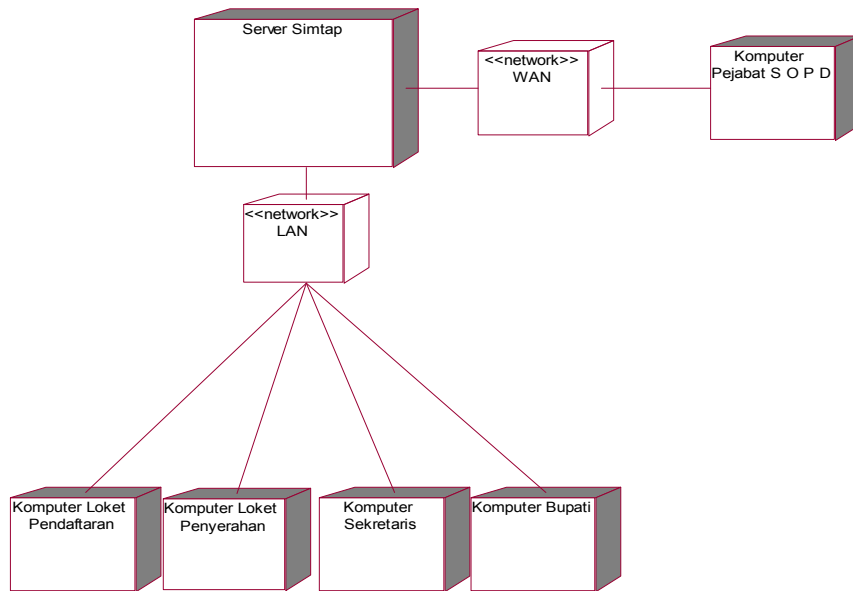 Server Simtap
<<network>>
WAN
Komputer
Pejabat S O P D
<<network>>
LAN
Komputer Loket
Pendaftaran
Komputer Loket
Penyerahan
Komputer
Sekretaris
Komputer Bupati